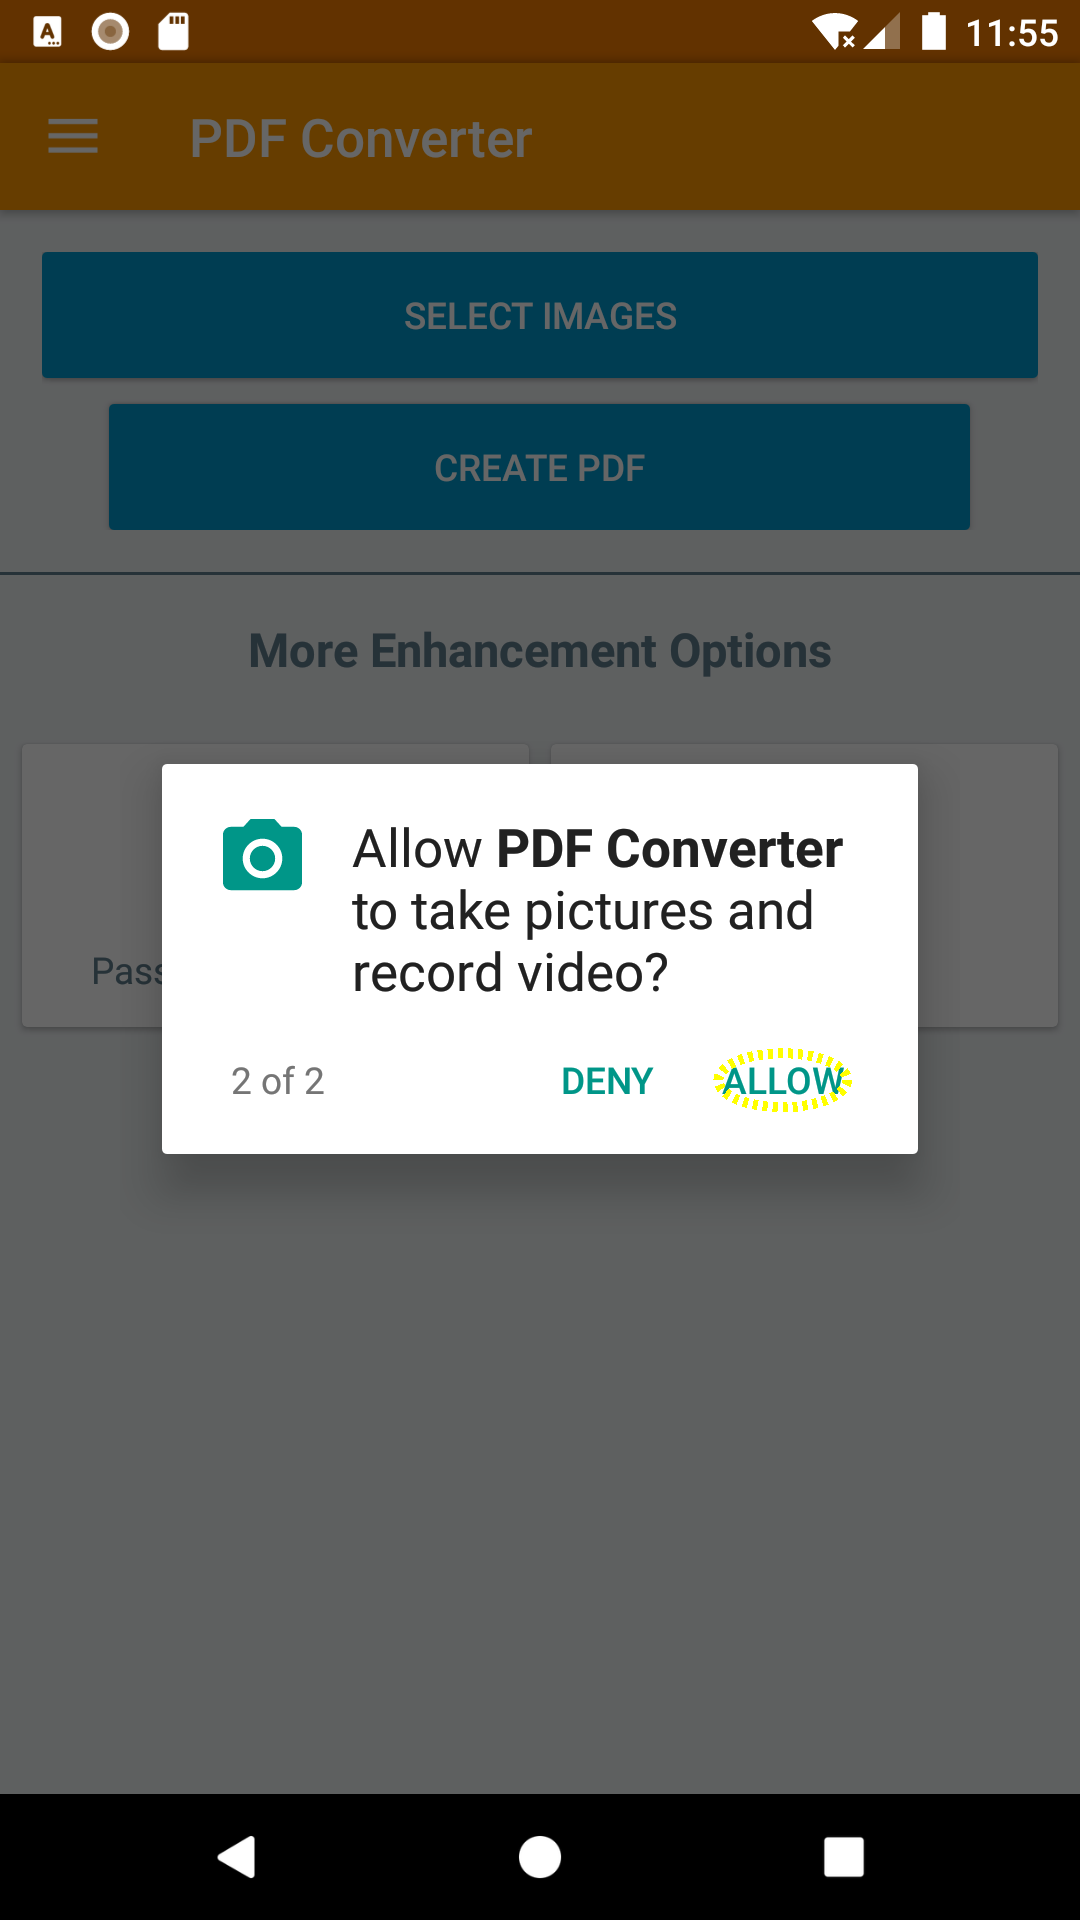 11:55
PDF Converter
SELECT IMAGES
CREATE PDF
More Enhancement Options
Allow PDF Converter
to take pictures and
record video?
Pass
2 of 2 DENY ALLOW